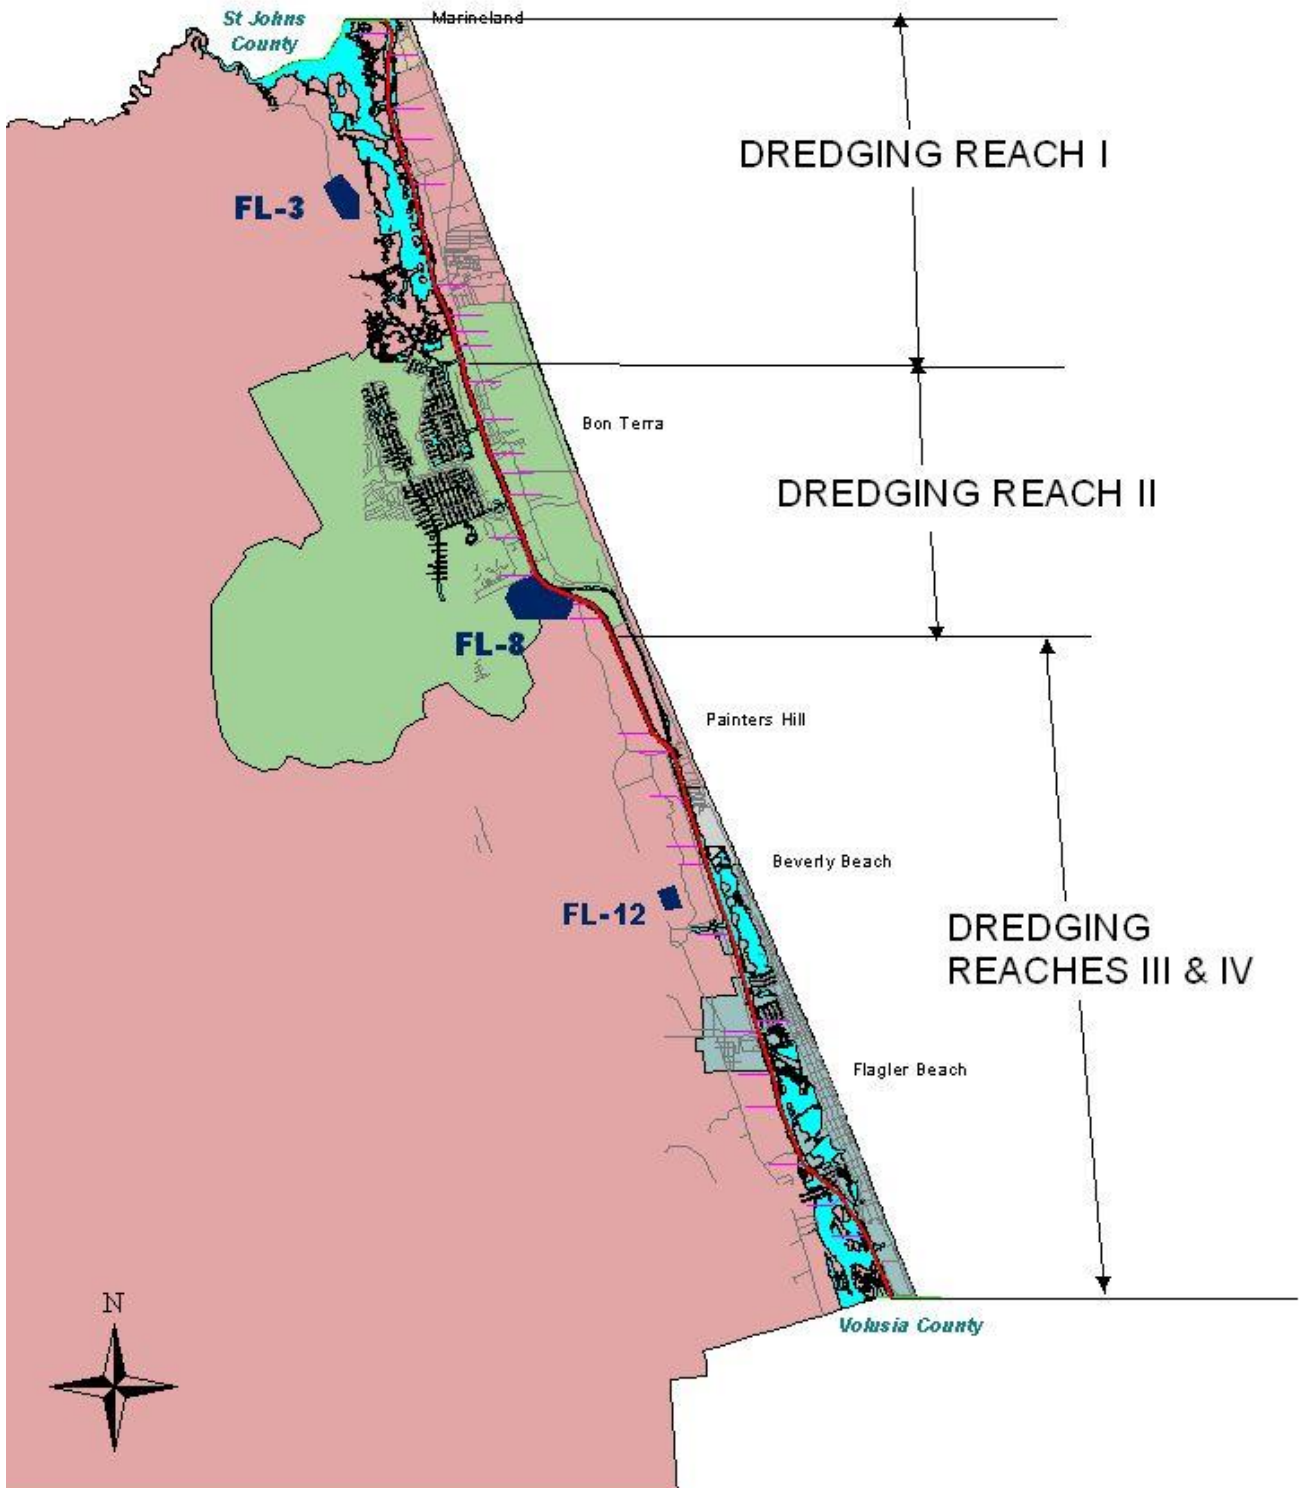 St Johns
County
Marineland
DREDGING REACH I
FL-3
Bon Terra
DREDGING REACH II
FL-8
Painters Hill
Beverly Beach
FL-12
DREDGING
REACHES III & IV
Flagler Beach
N
Volusia County